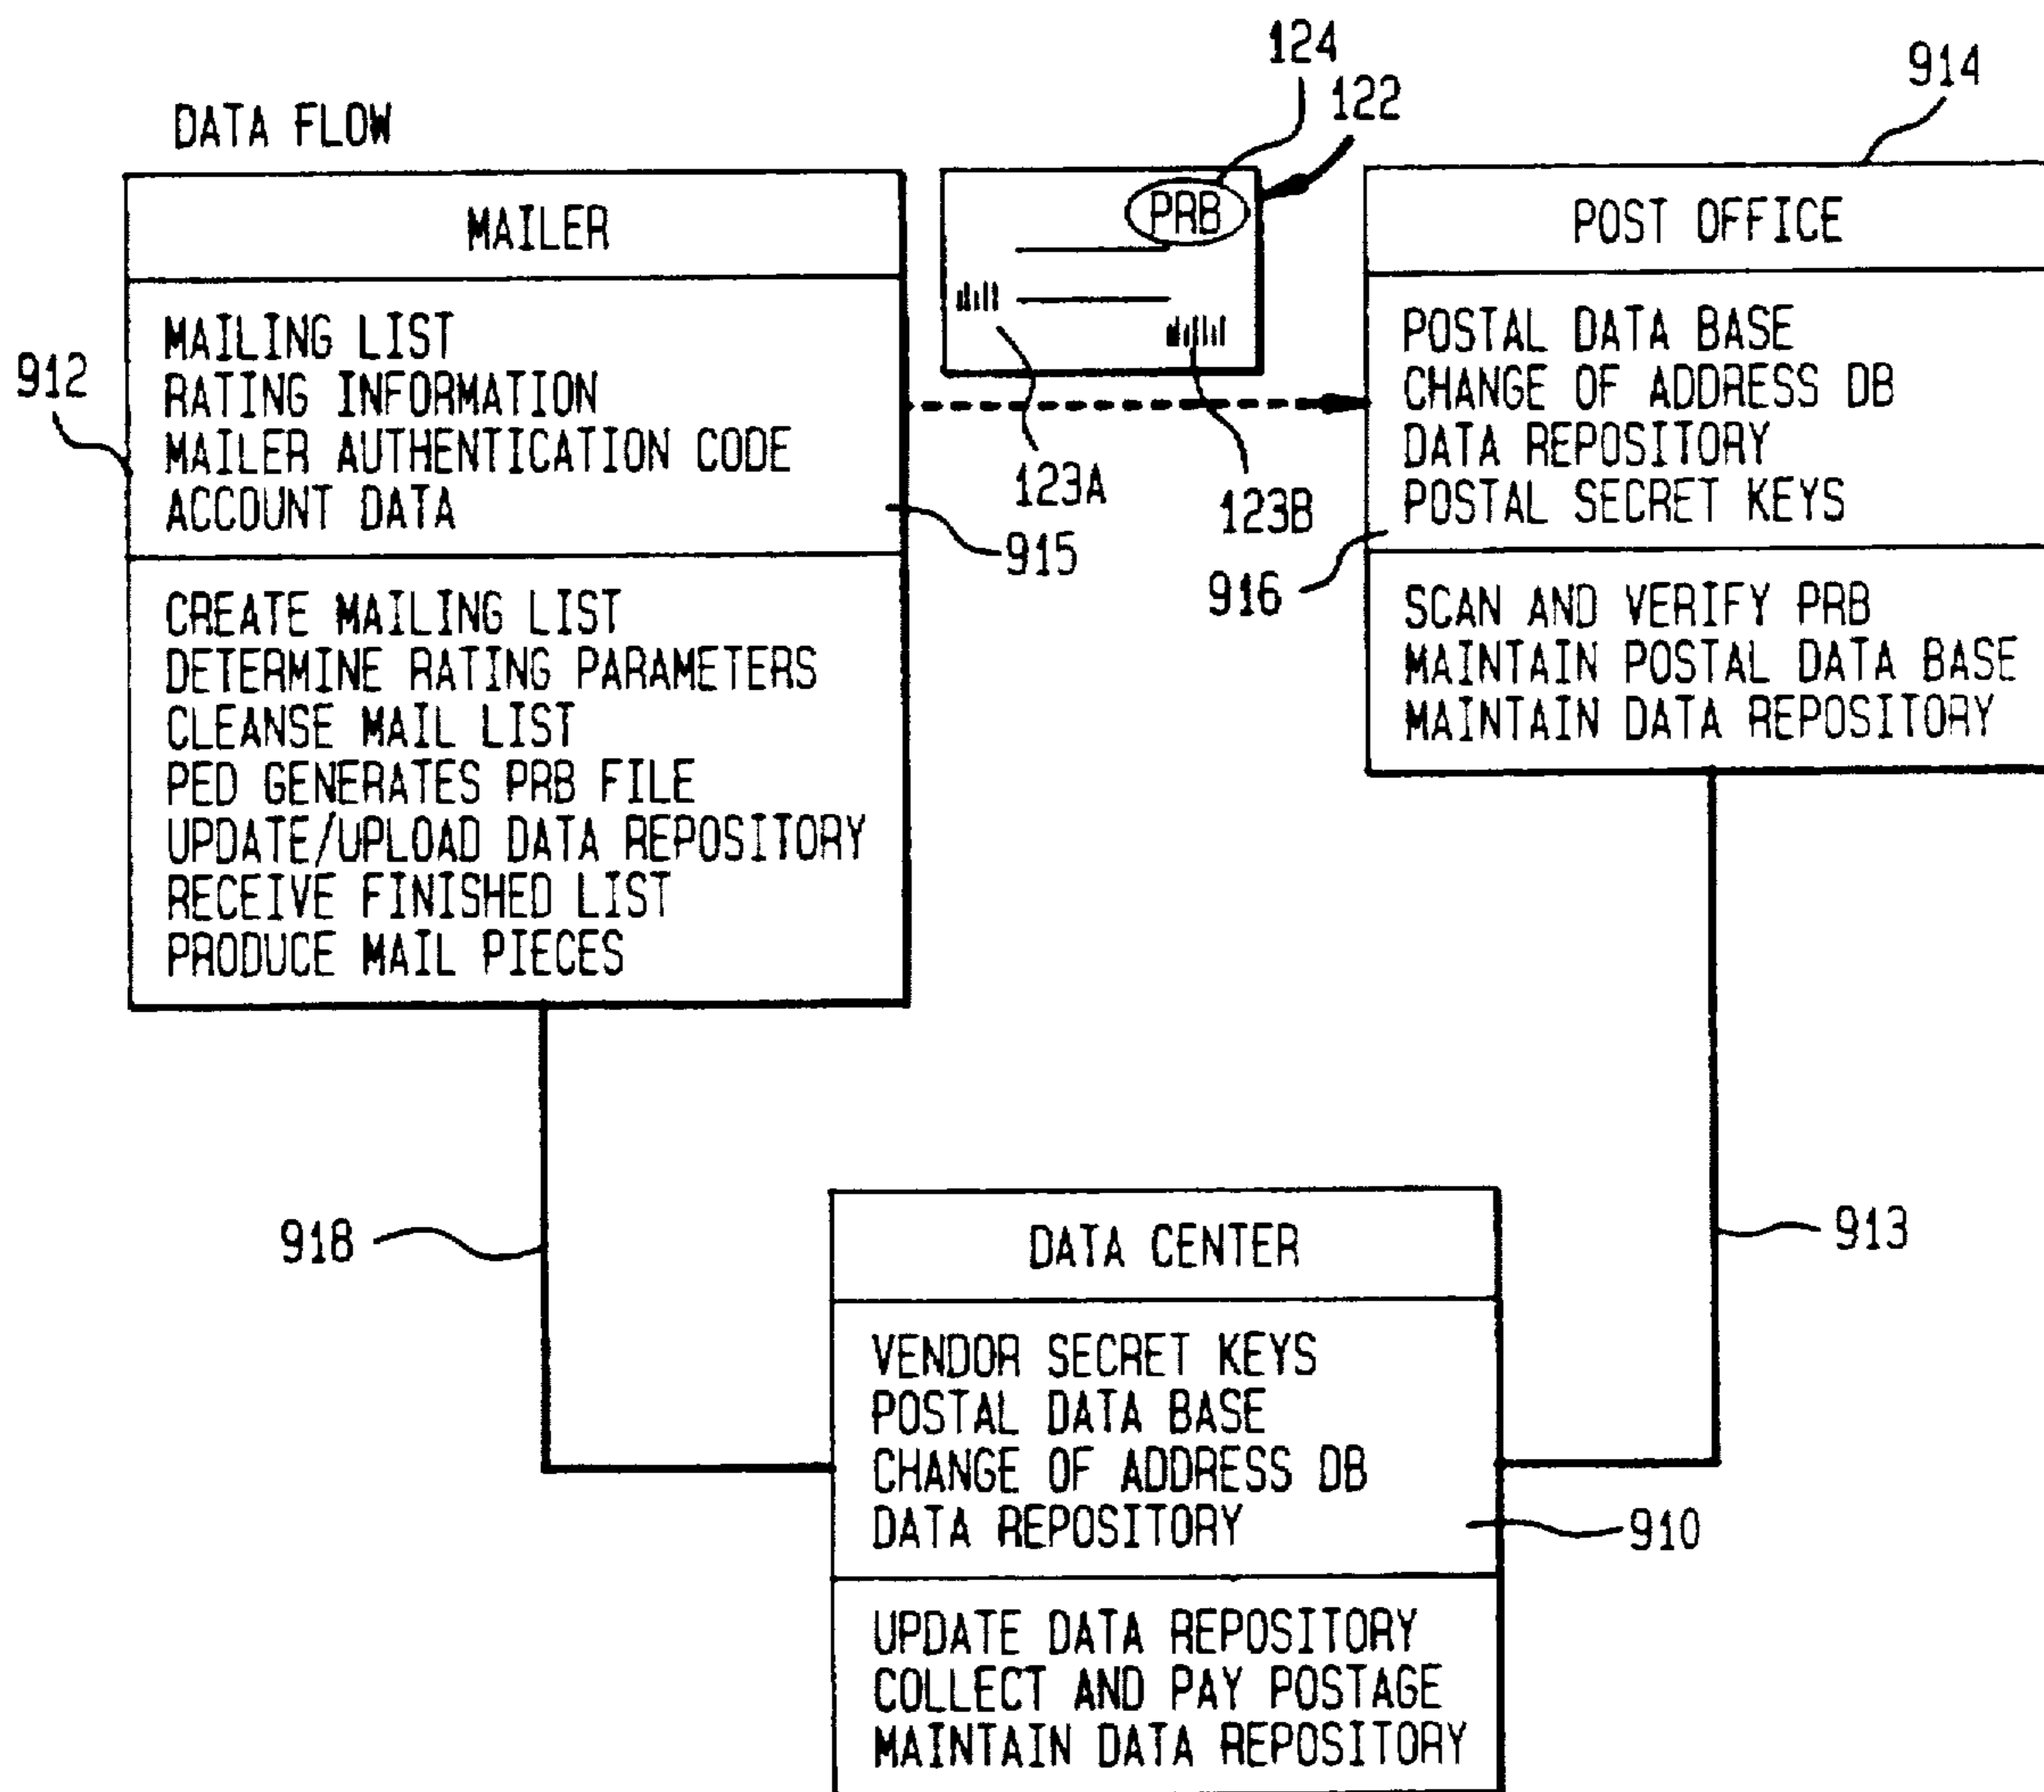 DATA FLOW
124
122
914
MAILER
PRB
POST OFFICE
912
MAILING LIST
RATING INFORMATION
MAILER AUTHENTICATION CODE
ACCOUNT DATA
123A
123B
915
POSTAL DATA BASE
CHANGE OF ADDRESS DB
DATA REPOSITORY
POSTAL SECRET KEYS
916
CREATE MAILING LIST
DETERMINE RATING PARAMETERS
CLEANSE MAIL LIST
PED GENERATES PRB FILE
UPDATE/UPLOAD DATA REPOSITORY
RECEIVE FINISHED LIST
PRODUCE MAIL PIECES
SCAN AND VERIFY PRB
MAINTAIN POSTAL DATA BASE
MAINTAIN DATA REPOSITORY
918
913
DATA CENTER
VENDOR SECRET KEYS
POSTAL DATA BASE
CHANGE OF ADDRESS DB
DATA REPOSITORY
910
UPDATE DATA REPOSITORY
COLLECT AND PAY POSTAGE
MAINTAIN DATA REPOSITORY